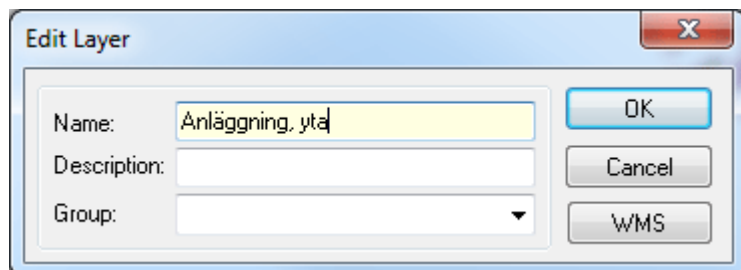 Edit Layer
Name: Anläggning, yta OK
Description: Cancel
Group: WMS